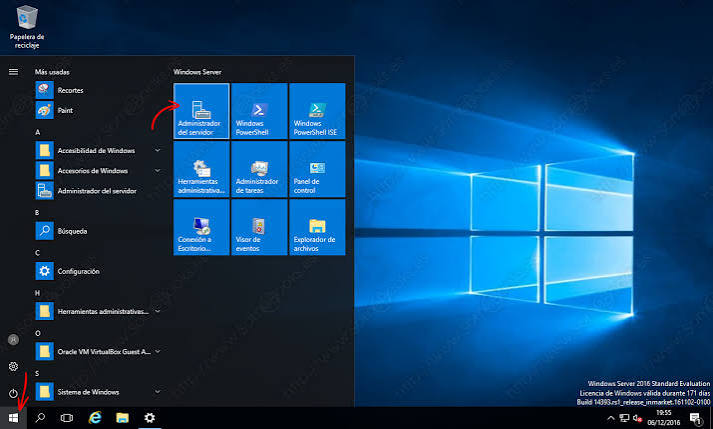 Papelera de
reciclaje
Más usadas
Recortes
Paint
A
Accesibilidad de Windows
Accesorios de Windows
Administrador del servidor
B
Búsqueda
C
Configuración
H
Herramientas administrativas...
O
Oracle VM VirtualBox Guest A...
S
Sistema de Windows
Windows Server
Administrador
del servidor
Windows
PowerShell
Windows
PowerShell ISE
Herramientas
administrativa...
Administrador
de tareas
Panel de
control
Conexión a
Escritorio...
Visor de
eventos
Explorador de
archivos
Windows Server 2016 Standard Evaluation
Licencia de Windows válida durante 171 días
Build 14393.rs1_release_inmarket.161102-0100
19:55
06/12/2016
1